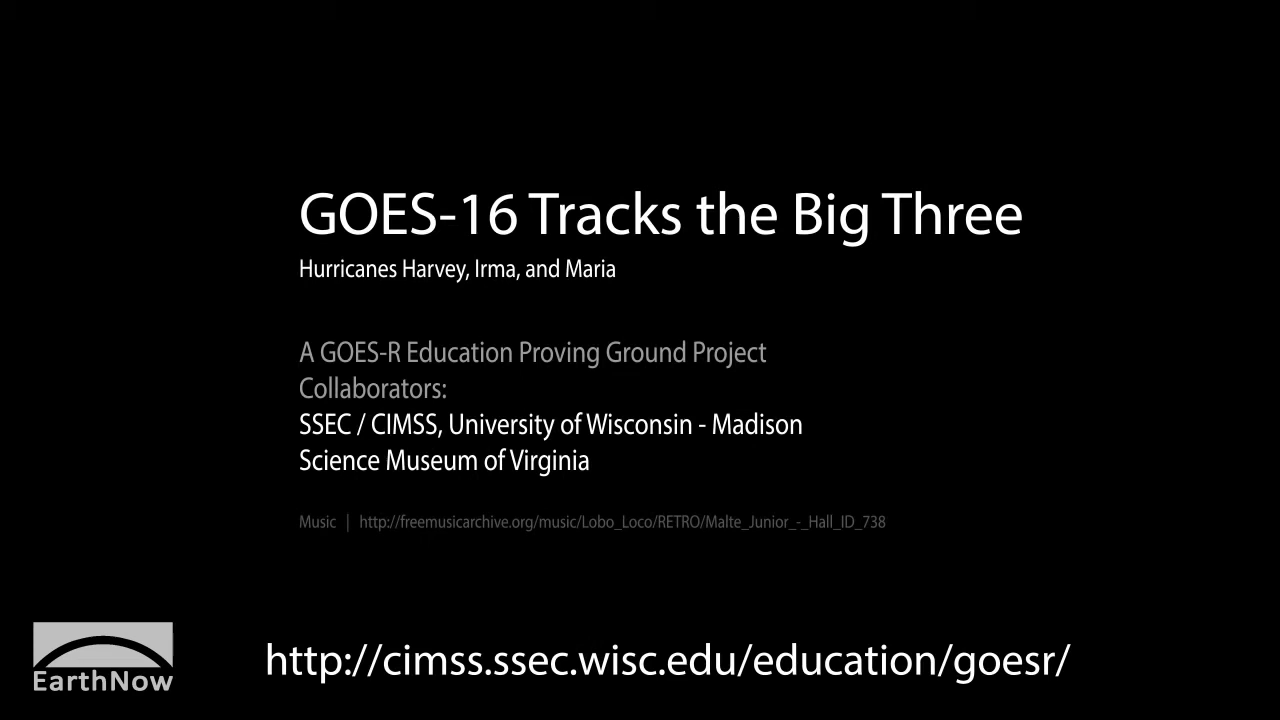 GOES-16 Tracks the Big Three
Hurricanes Harvey, Irma, and Maria
A GOES-R Education Proving Ground Project
Collaborators:
SSEC / CIMSS, University of Wisconsin - Madison
Science Museum of Virginia
Music | http://freemusicarchive.org/music/Lobo_Loco/RETRO/Malte_Junior_-_Hall_ID_738
EarthNow
http://cimss.ssec.wisc.edu/education/goesr/